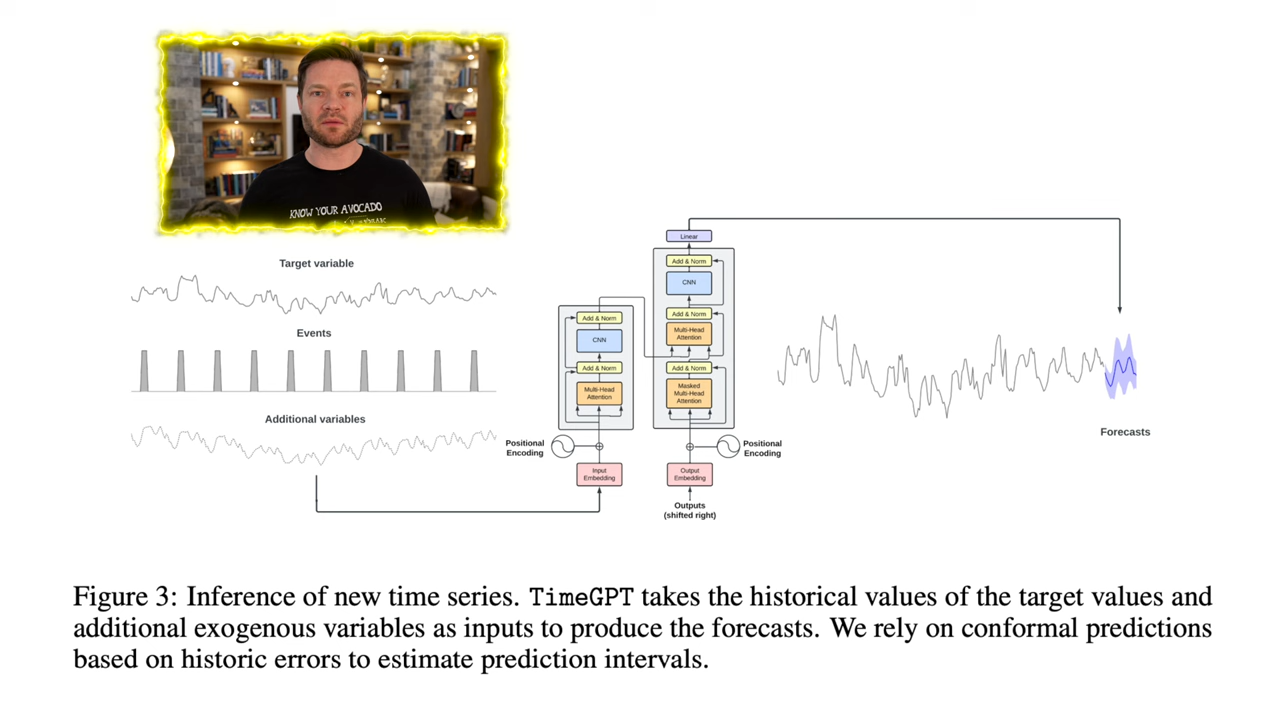 KNOW YOUR AVOCADO
Target variable
Events
Additional variables
Add & Norm
CNN
Add & Norm
Multi-Head
Attention
Positional
Encoding
Input
Embedding
Linear
Add & Norm
CNN
Add & Norm
Multi-Head
Attention
Add & Norm
Masked
Multi-Head
Attention
Positional
Encoding
Output
Embedding
Outputs
(shifted right)
Forecasts
Figure 3: Inference of new time series. TimeGPT takes the historical values of the target values and
additional exogenous variables as inputs to produce the forecasts. We rely on conformal predictions
based on historic errors to estimate prediction intervals.